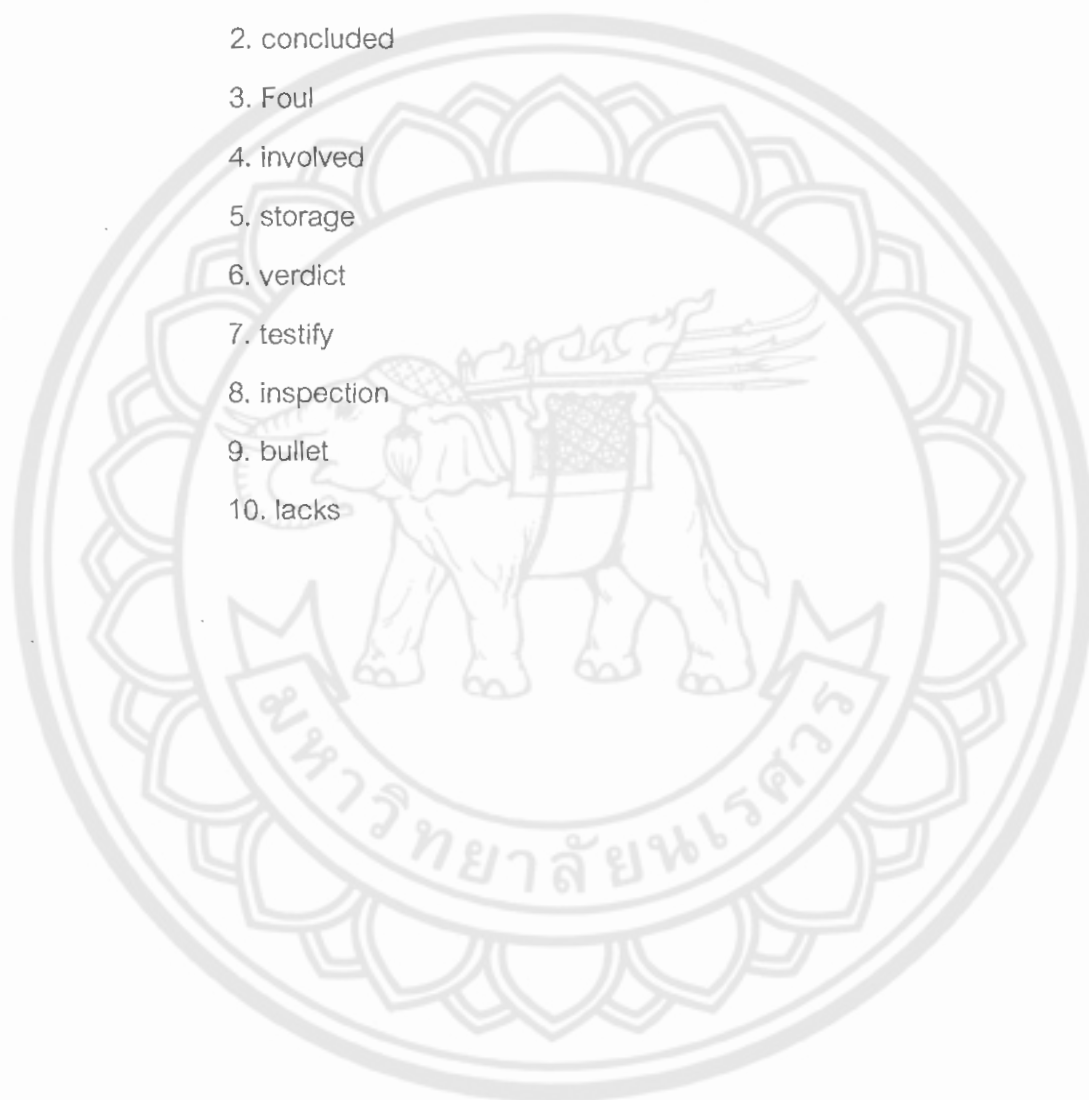 2. concluded
3. Foul
4. involved
5. storage
6. verdict
7. testify
8. inspection
9. bullet
10. lacks
มหาวิทยาลัยนเรศวร